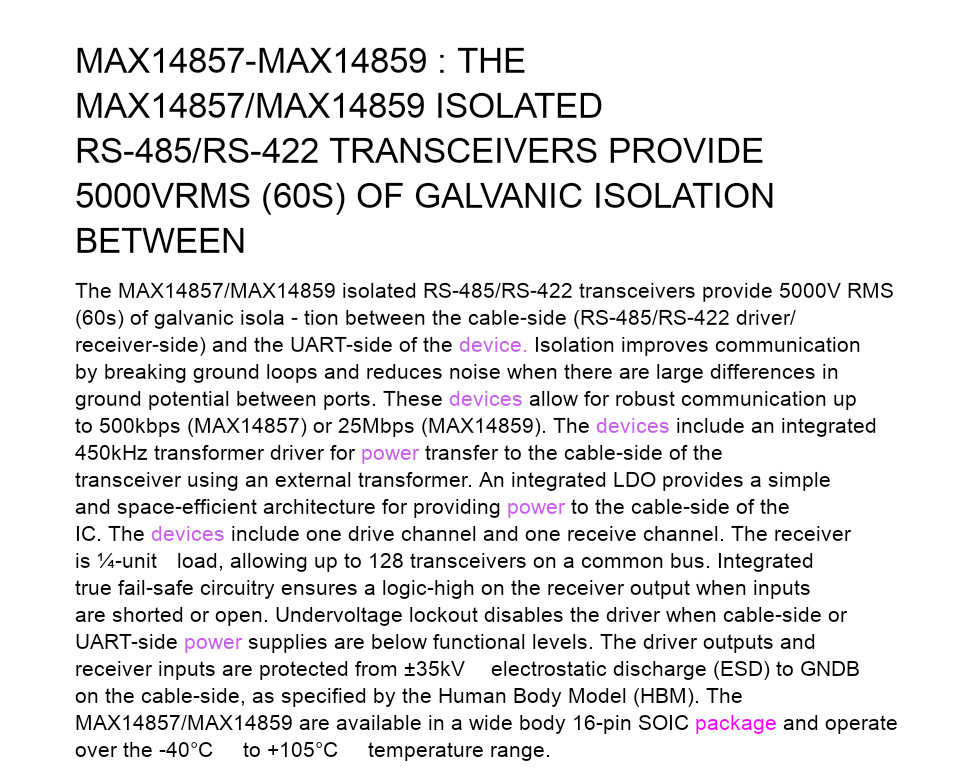 MAX14857-MAX14859 : THE
MAX14857/MAX14859 ISOLATED
RS-485/RS-422 TRANSCEIVERS PROVIDE
5000VRMS (60S) OF GALVANIC ISOLATION
BETWEEN
The MAX14857/MAX14859 isolated RS-485/RS-422 transceivers provide 5000V RMS
(60s) of galvanic isola - tion between the cable-side (RS-485/RS-422 driver/
receiver-side) and the UART-side of the device. Isolation improves communication
by breaking ground loops and reduces noise when there are large differences in
ground potential between ports. These devices allow for robust communication up
to 500kbps (MAX14857) or 25Mbps (MAX14859). The devices include an integrated
450kHz transformer driver for power transfer to the cable-side of the
transceiver using an external transformer. An integrated LDO provides a simple
and space-efficient architecture for providing power to the cable-side of the
IC. The devices include one drive channel and one receive channel. The receiver
is ¼-unit load, allowing up to 128 transceivers on a common bus. Integrated
true fail-safe circuitry ensures a logic-high on the receiver output when inputs
are shorted or open. Undervoltage lockout disables the driver when cable-side or
UART-side power supplies are below functional levels. The driver outputs and
receiver inputs are protected from ±35kV electrostatic discharge (ESD) to GNDB
on the cable-side, as specified by the Human Body Model (HBM). The
MAX14857/MAX14859 are available in a wide body 16-pin SOIC package and operate
over the -40°C to +105°C temperature range.